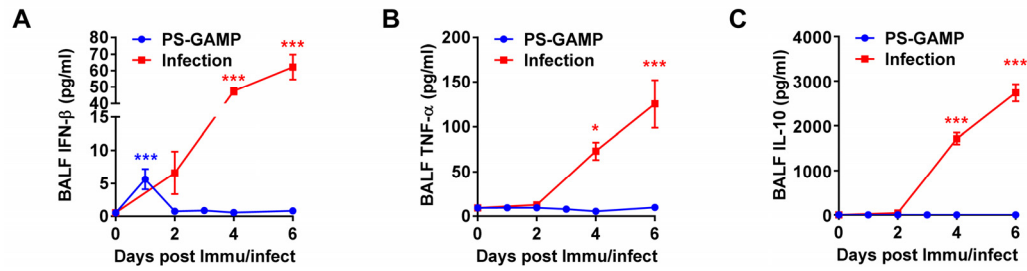 A
PS-GAMP
Infection
BALF IFN-β (pg/ml)
80
70
60
50
40
30
15
10
5
0
***
***
***
0 2 4 6
Days post Immu/infect
B
PS-GAMP
Infection
BALF TNF-α (pg/ml)
200
150
100
50
0
*
***
0 2 4 6
Days post Immu/infect
C
PS-GAMP
Infection
BALF IL-10 (pg/ml)
4000
3000
2000
1000
0
***
***
0 2 4 6
Days post Immu/infect